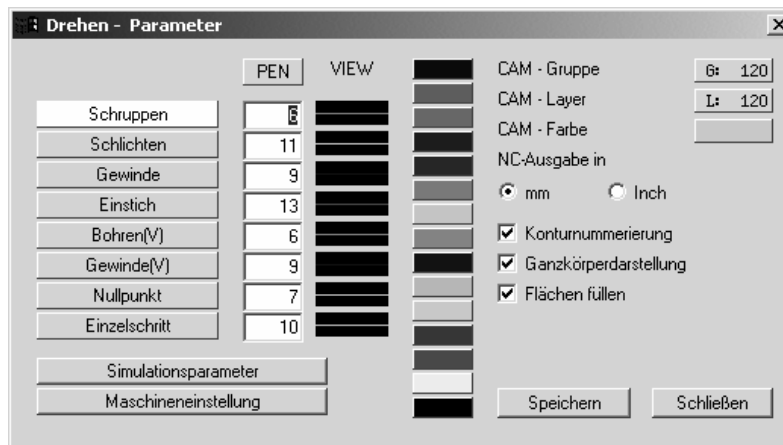 Drehen - Parameter
PEN VIEW
Schruppen 6
Schlichten 11
Gewinde 9
Einstich 13
Bohren(V) 6
Gewinde(V) 9
Nullpunkt 7
Einzelschritt 10
Simulationsparameter
Maschineneinstellung
CAM - Gruppe G: 120
CAM - Layer L: 120
CAM - Farbe
NC-Ausgabe in
mm Inch
Konturnummerierung
Ganzkörperdarstellung
Flächen füllen
Speichern Schließen